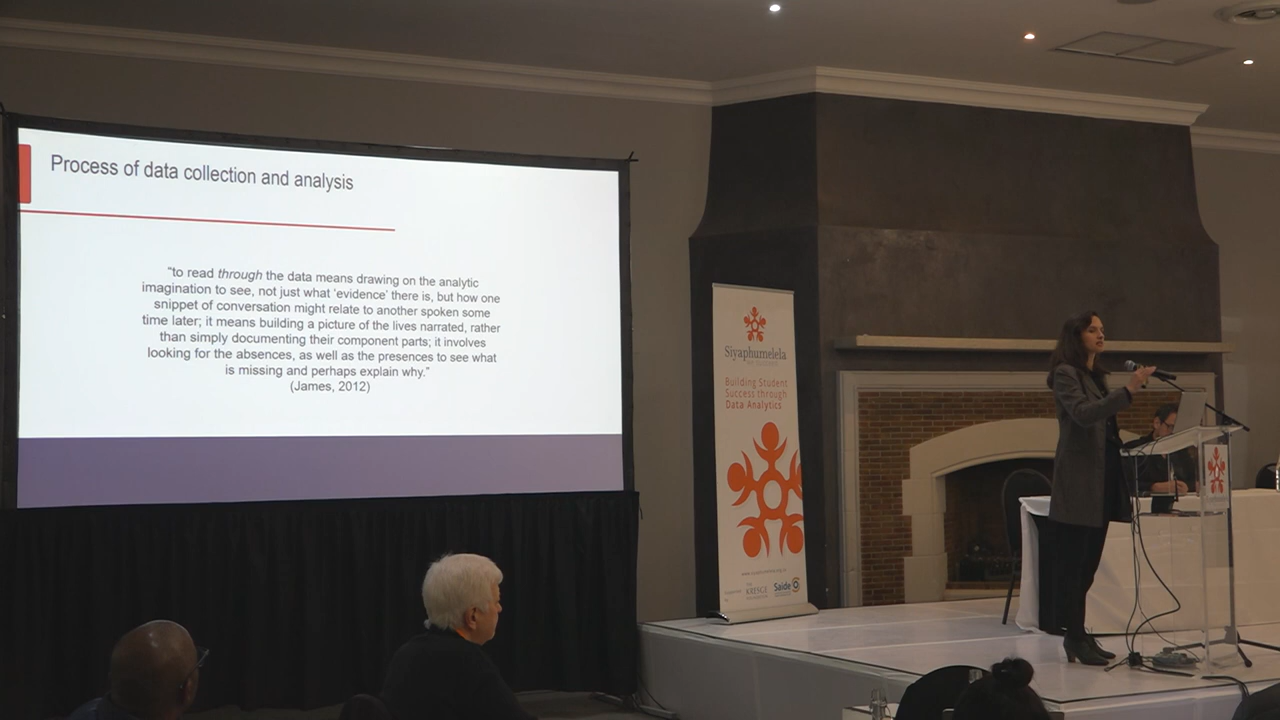 Process of data collection and analysis
"to read through the data means drawing on the analytic
imagination to see, not just what 'evidence' there is, but how one
snippet of conversation might relate to another spoken some
time later; it means building a picture of the lives narrated, rather
than simply documenting their component parts; it involves
looking for the absences, as well as the presences to see what
is missing and perhaps explain why."
(James, 2012)
Siyaphumelela
Building Student
Success through
Data Analytics
KRESGE
Saide